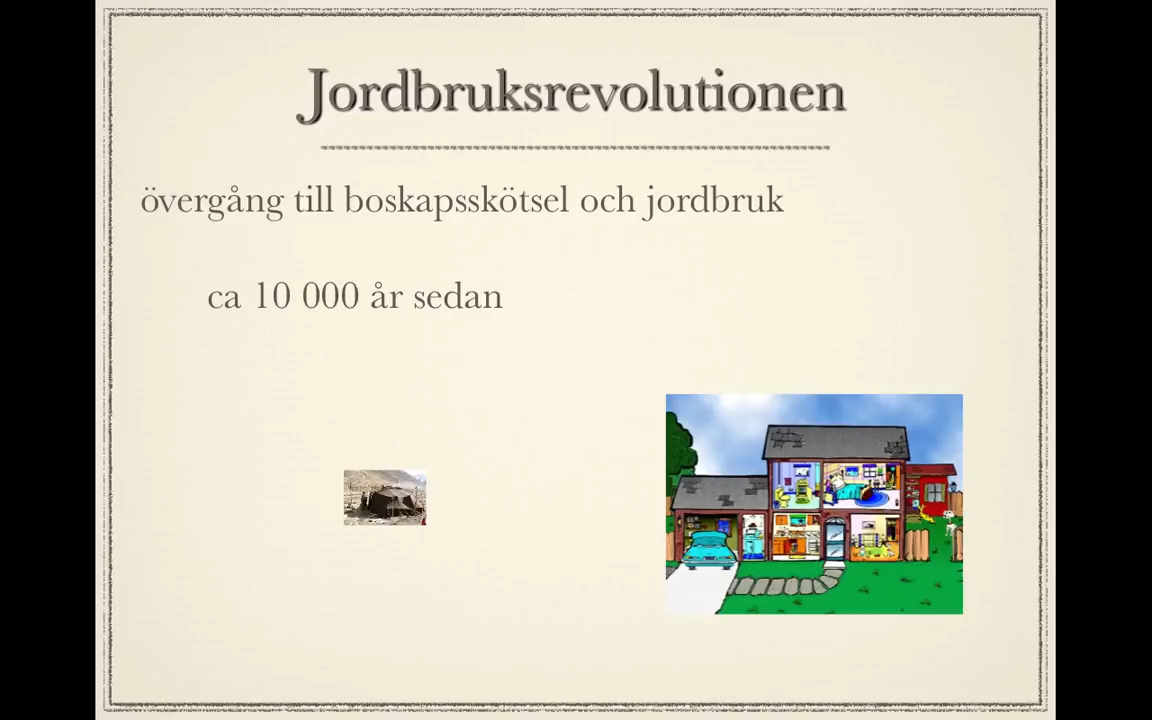 Jordbruksrevolutionen
övergång till boskapsskötsel och jordbruk
ca 10 000 år sedan